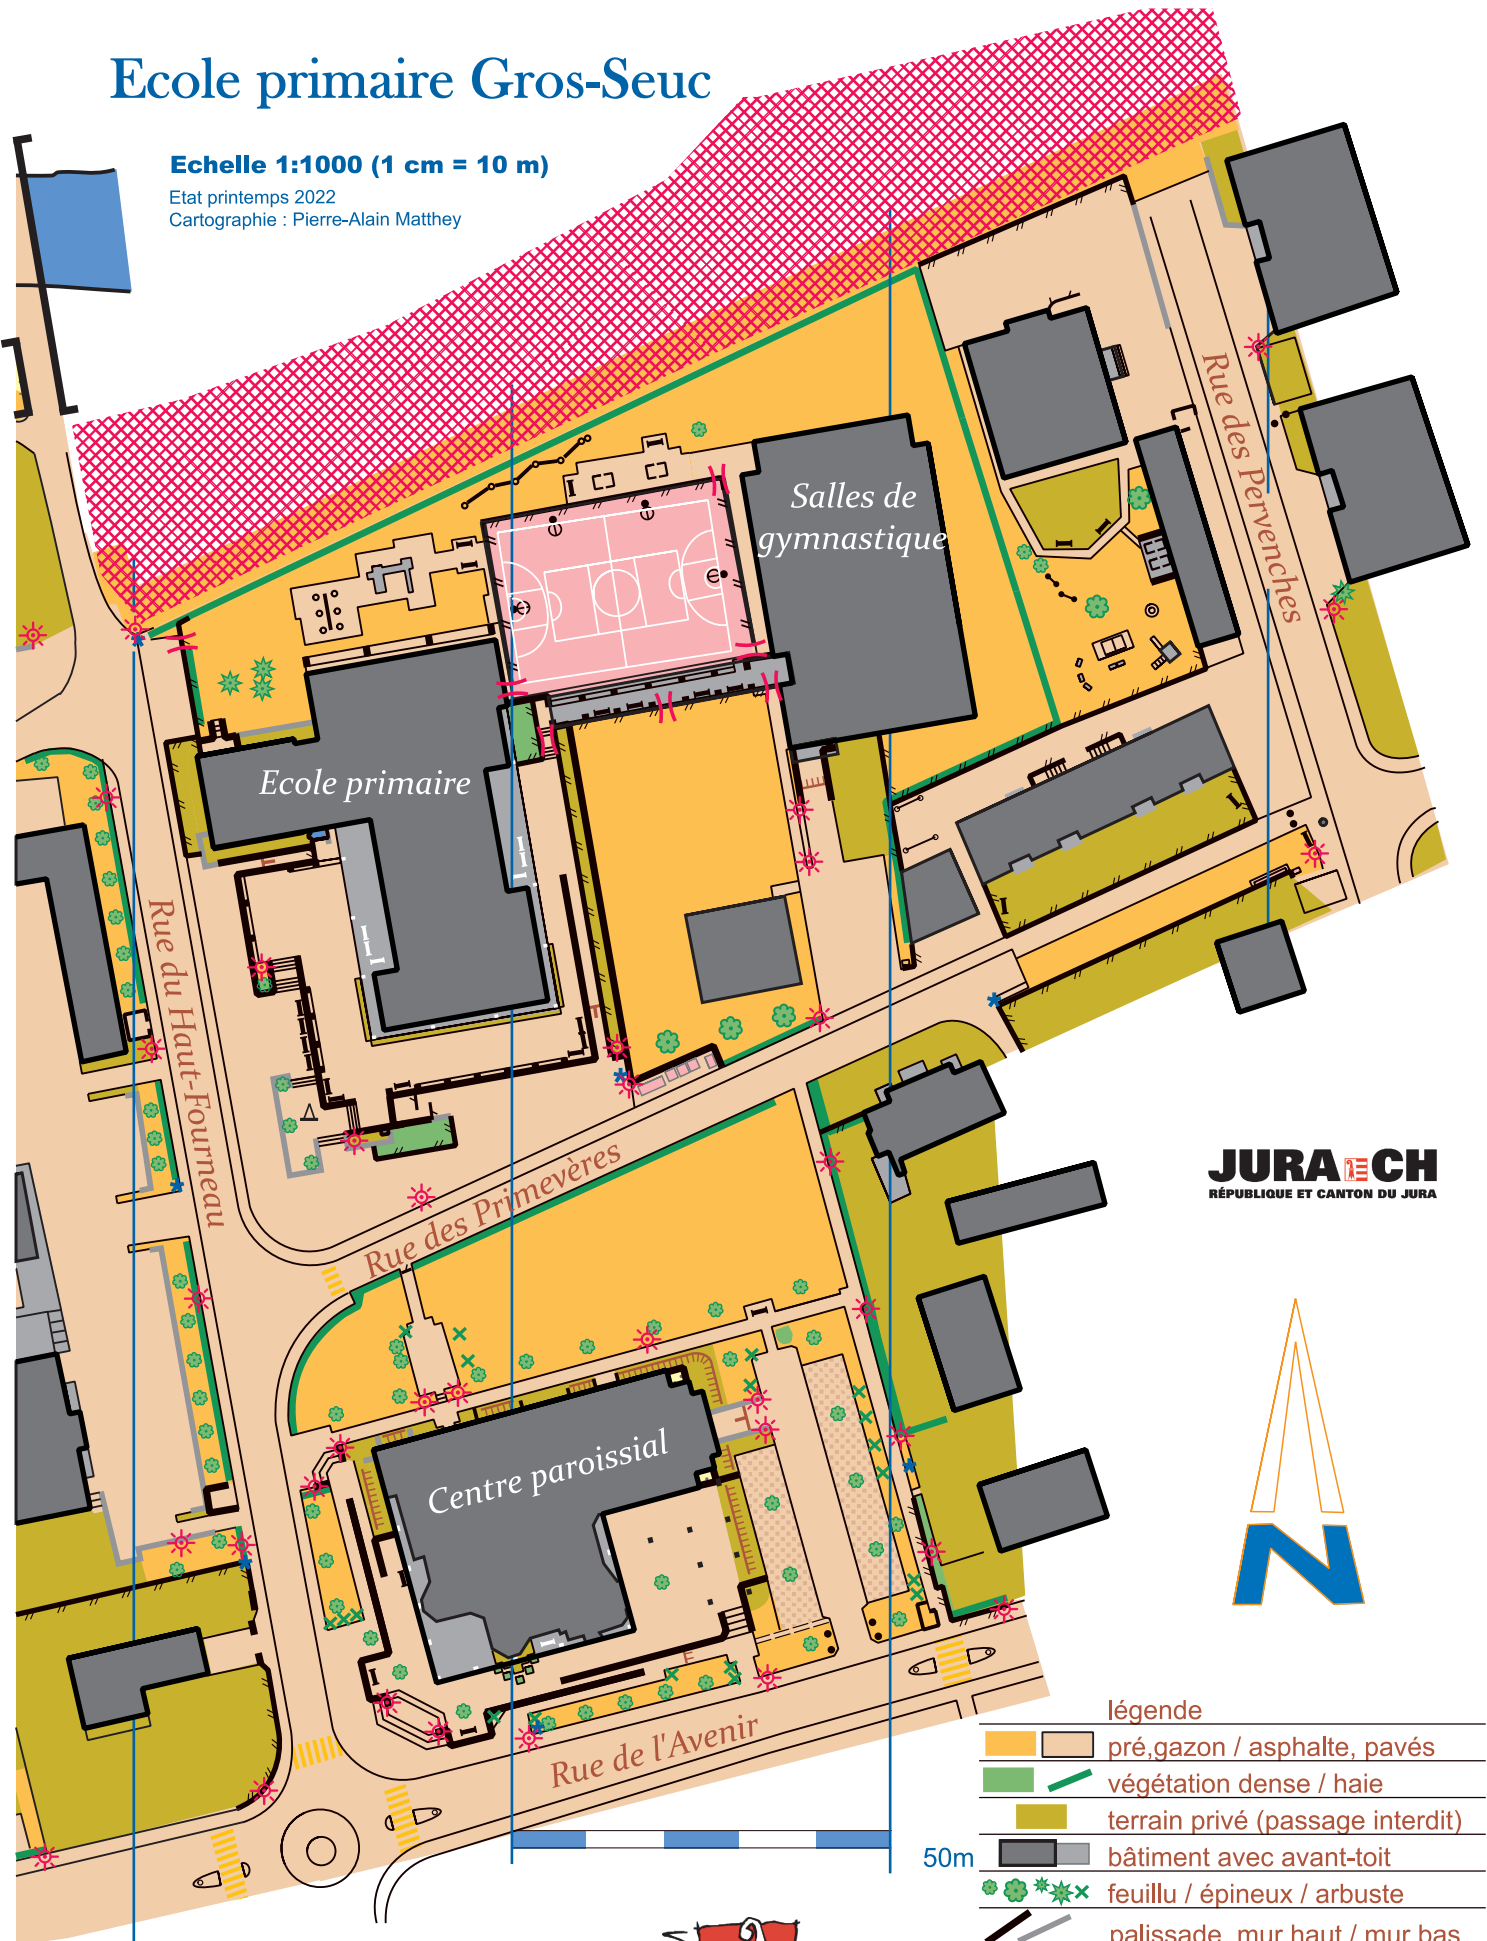 Ecole primaire Gros-Seuc
Echelle 1:1000 (1 cm = 10 m)
Etat printemps 2022
Cartographie : Pierre-Alain Matthey
Salles de
gymnastique
Rue des Pervenches
Ecole primaire
Rue du Haut-Fourneau
Rue des Primevères
JURA CH
RÉPUBLIQUE ET CANTON DU JURA
Centre paroissial
Rue de l'Avenir
N
50m
légende
pré,gazon / asphalte, pavés
végétation dense / haie
terrain privé (passage interdit)
bâtiment avec avant-toit
feuillu / épineux / arbuste
palissade, mur haut / mur bas